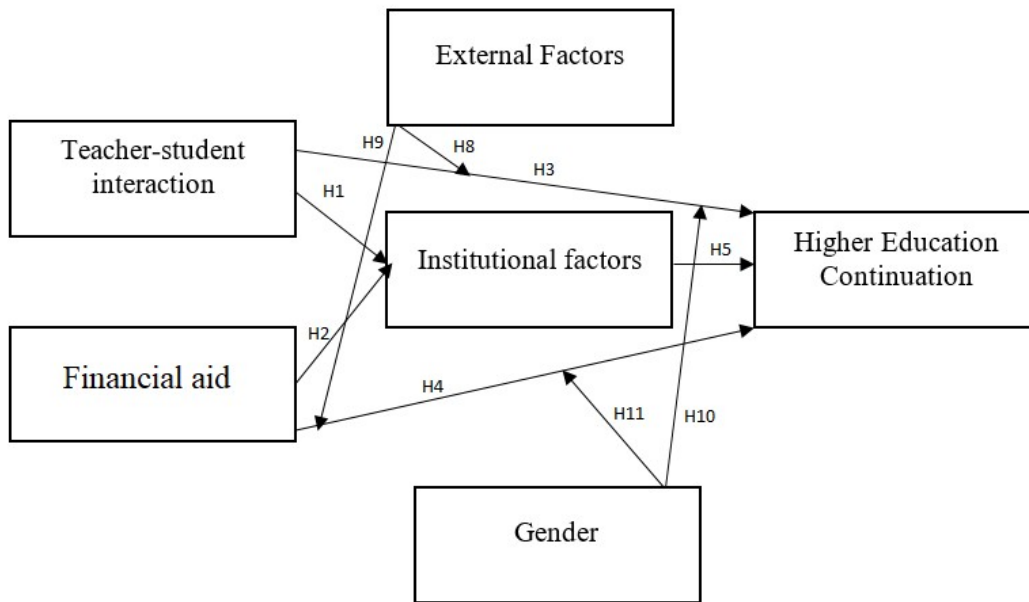 External Factors
Teacher-student
interaction
H9
H8
H3
H1
Institutional factors
H5
Higher Education
Continuation
H2
Financial aid
H4
H11
H10
Gender